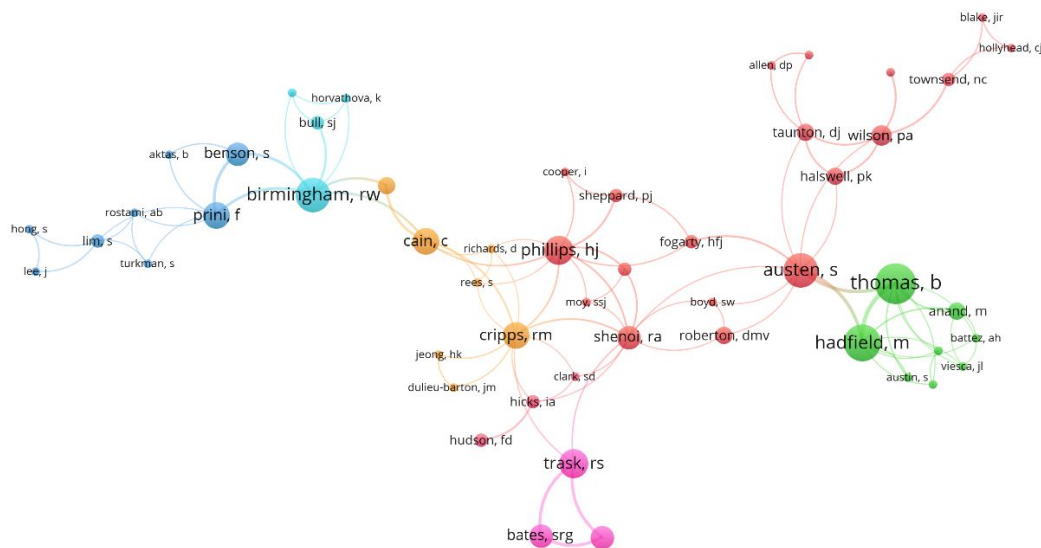 blake, jir
hollyhead, cj
allen, dp
townsend, nc
horvathova, k
bull, sj
taunton, dj
wilson, pa
aktas, b
benson, s
cooper, i
halswell, pk
birmingham, rw
sheppard, pj
rostami, ab
prini, f
hong, s
lim, s
cain, c
richards, d
phillips, hj
fogarty, hfj
turkman, s
lee, j
austen, s
rees, s
thomas, b
moy, ssj
boyd, sw
anand, m
cripps, rm
shenoi, ra
roberton, dmv
hadfield, m
battez, ah
jeong, hk
viesca, jl
clark, sd
austin, s
dulieu-barton, jm
hicks, ia
hudson, fd
trask, rs
bates, srg